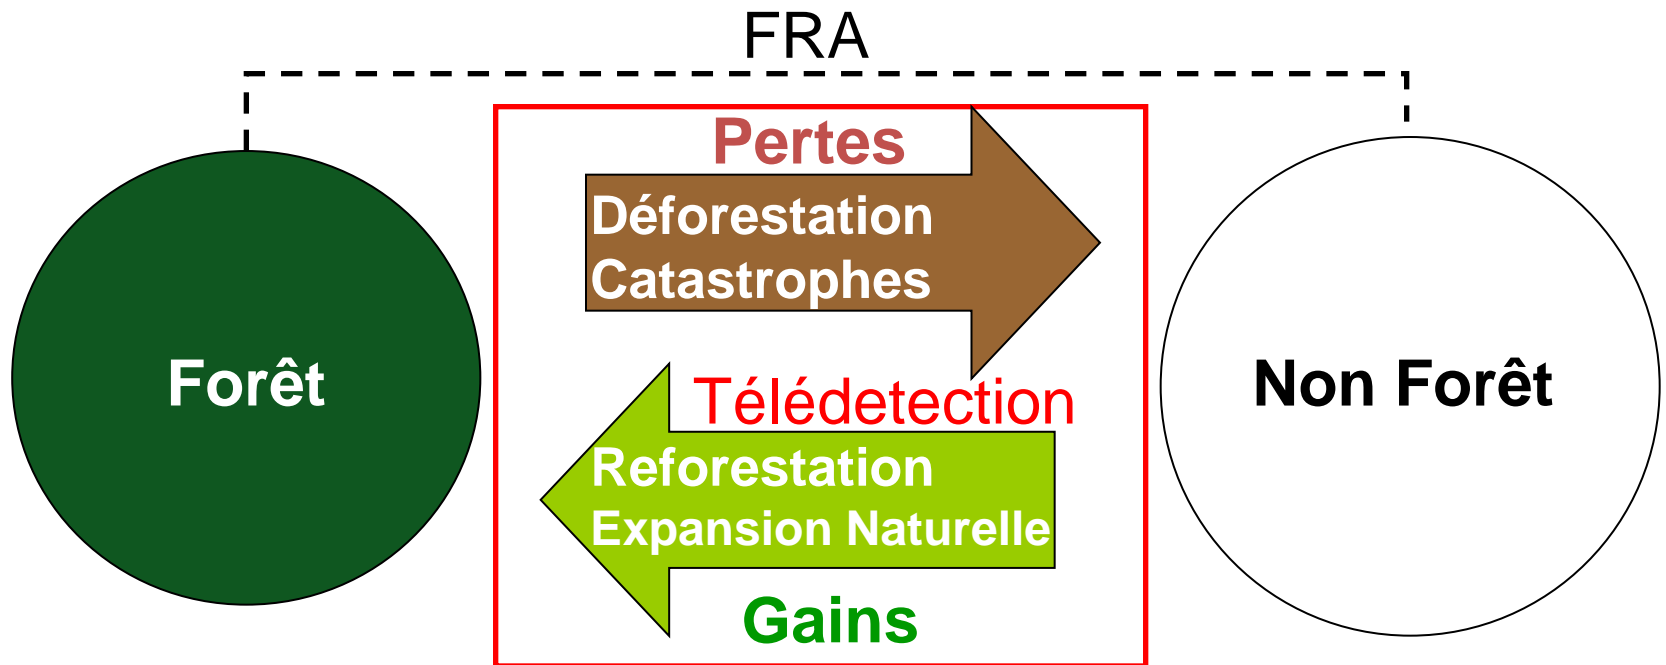 FRA
Pertes
Déforestation
Catastrophes
Forêt
Non Forêt
Télédetection
Reforestation
Expansion Naturelle
Gains